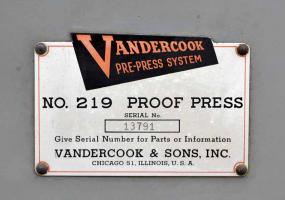 VANDERCOOK
PRE-PRESS SYSTEM
NO. 219 PROOF PRESS
SERIAL No.
13791
Give Serial Number for Parts or Information
VANDERCOOK & SONS, INC.
CHICAGO 51, ILLINOIS, U. S. A.